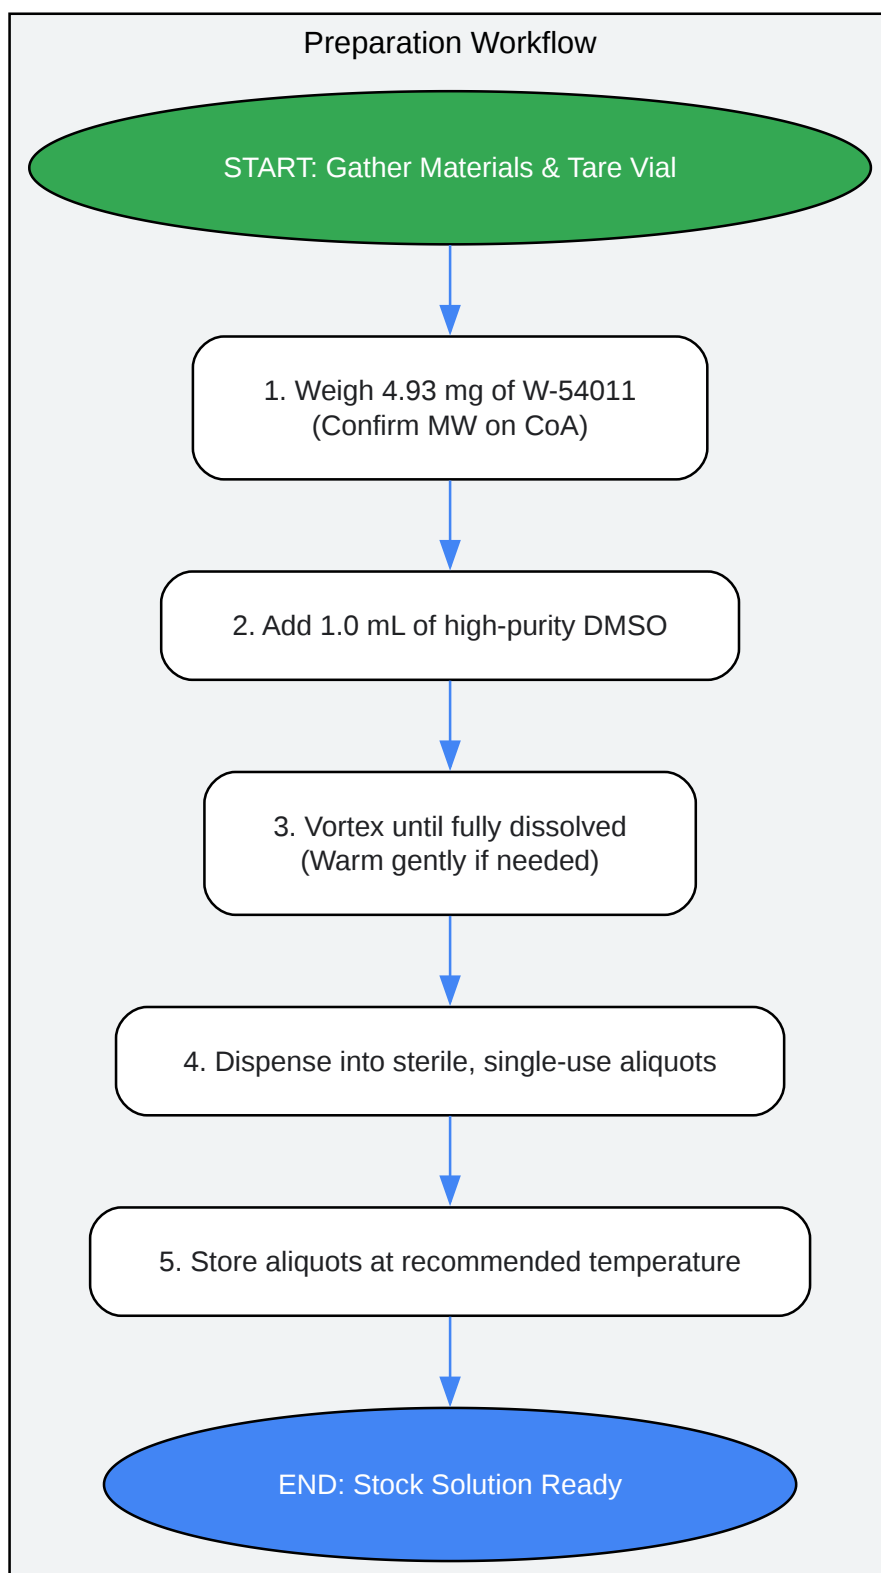 Preparation Workflow
START: Gather Materials & Tare Vial
1. Weigh 4.93 mg of W-54011
(Confirm MW on CoA)
2. Add 1.0 mL of high-purity DMSO
3. Vortex until fully dissolved
(Warm gently if needed)
4. Dispense into sterile, single-use aliquots
5. Store aliquots at recommended temperature
END: Stock Solution Ready